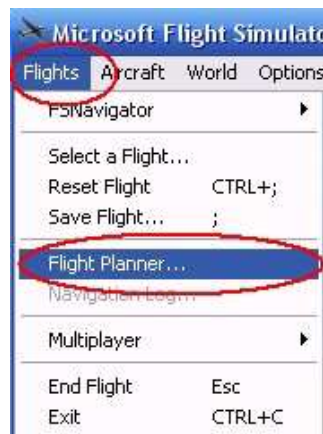 Microsoft Flight Simulato
Flights Aircraft World Options
FSNavigator
Select a Flight...
Reset Flight CTRL+;
Save Flight... ;
Flight Planner...
Navigation Log...
Multiplayer
End Flight Esc
Exit CTRL+C